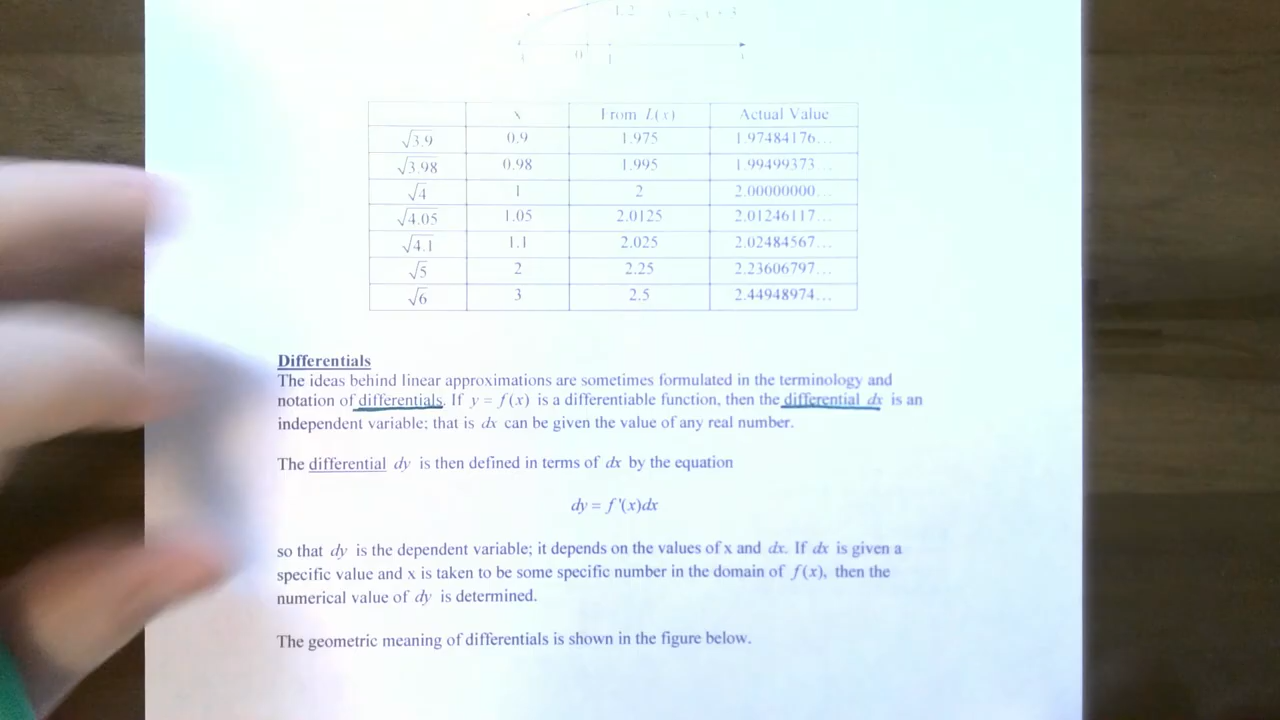 1, 2
0
1
x From L(x) Actual Value
√3.9 0.9 1.975 1.97484176...
√3.98 0.98 1.995 1.99499373...
√4 1 2 2.00000000...
√4.05 1.05 2.0125 2.01246117...
√4.1 1.1 2.025 2.02484567...
√5 2 2.25 2.23606797...
√6 3 2.5 2.44948974...
Differentials
The ideas behind linear approximations are sometimes formulated in the terminology and
notation of differentials. If y = f(x) is a differentiable function, then the differential dx is an
independent variable; that is dx can be given the value of any real number.
The differential dy is then defined in terms of dx by the equation
dy = f'(x)dx
so that dy is the dependent variable; it depends on the values of x and dx. If dx is given a
specific value and x is taken to be some specific number in the domain of f(x), then the
numerical value of dy is determined.
The geometric meaning of differentials is shown in the figure below.